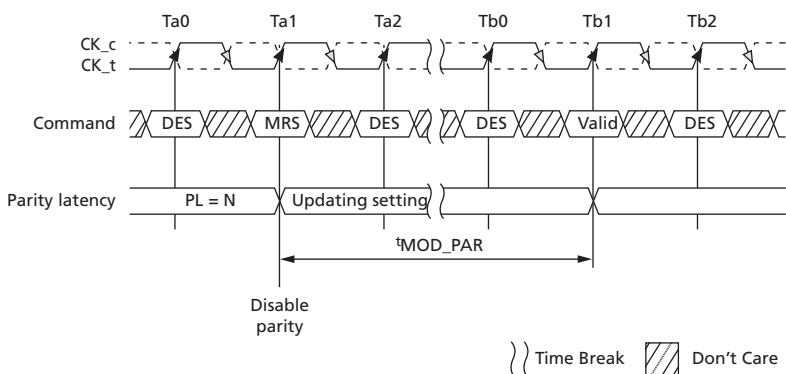 Ta0 Ta1 Ta2 Tb0 Tb1 Tb2
CK_c
CK_t
Command DES MRS DES DES Valid DES
Parity latency PL = N Updating setting
tMOD_PAR
Disable
parity
Time Break Don't Care